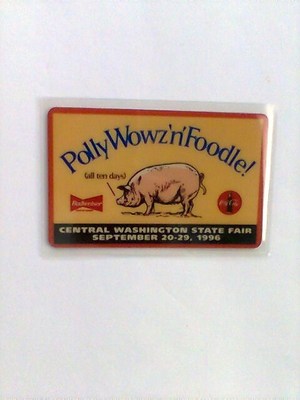 PollyWowz'n'Foodle!
(all ten days)
Budweiser
Coca-Cola
CENTRAL WASHINGTON STATE FAIR
SEPTEMBER 20-29, 1996